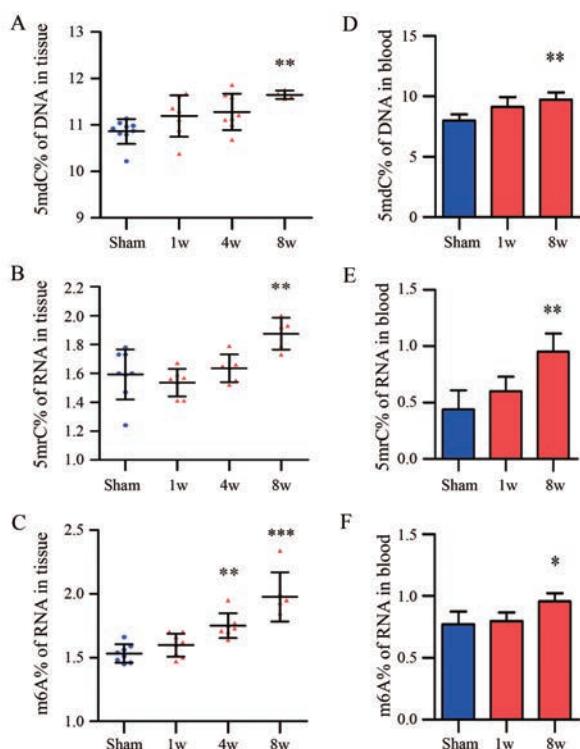 A
5mdC% of DNA in tissue
13
12
11
10
9
**
Sham 1w 4w 8w
D
5mdC% of DNA in blood
15
10
5
0
**
Sham 1w 8w
B
5mrC% of RNA in tissue
2.2
2.0
1.8
1.6
1.4
1.2
1.0
**
Sham 1w 4w 8w
E
5mrC% of RNA in blood
1.5
1.0
0.5
0.0
**
Sham 1w 8w
C
m6A% of RNA in tissue
2.5
2.0
1.5
1.0
**
***
Sham 1w 4w 8w
F
m6A% of RNA in blood
1.5
1.0
0.5
0.0
*
Sham 1w 8w